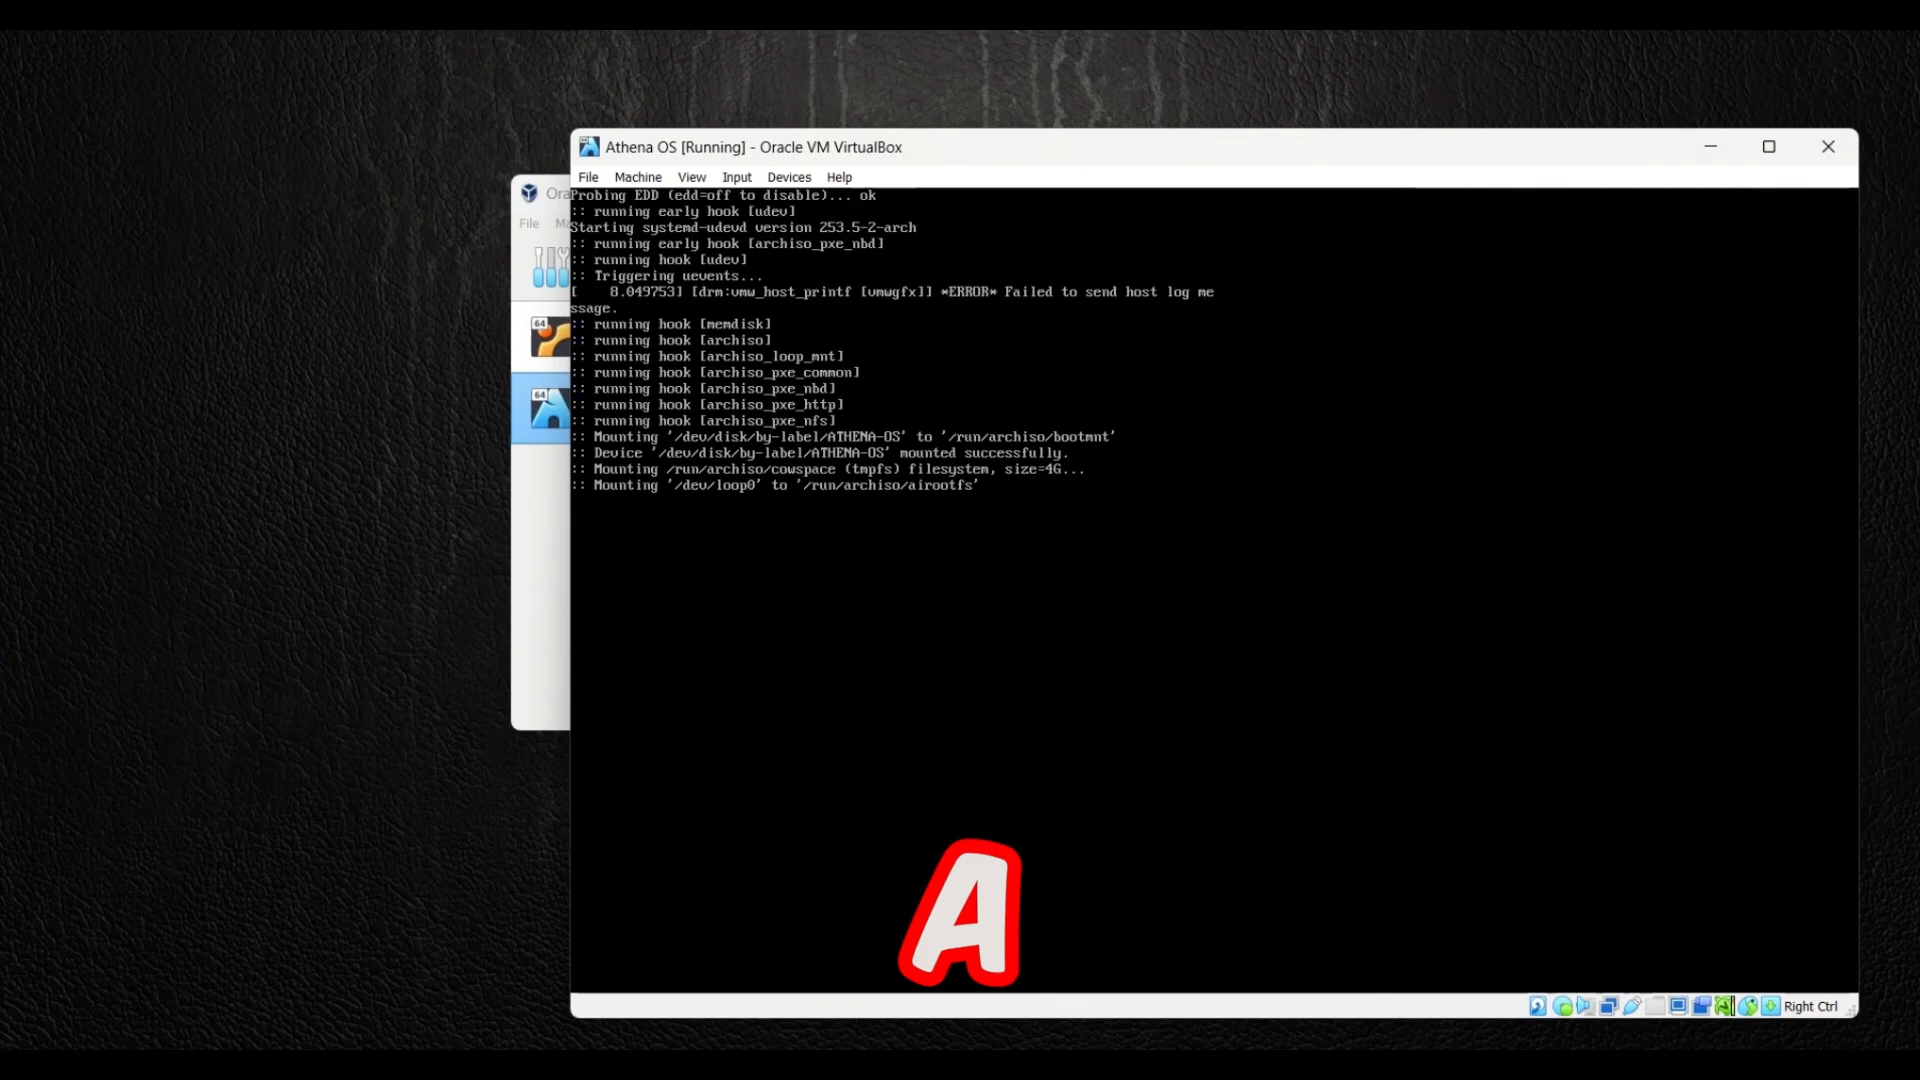 Athena OS [Running] - Oracle VM VirtualBox
File Machine View Input Devices Help
Ora
File Ma
64
64
Probing EDD (edd=off to disable)... ok
:: running early hook [udev]
Starting systemd-udevd version 253.5-2-arch
:: running early hook [archiso_pxe_nbd]
:: running hook [udev]
:: Triggering uevents...
[    8.049753] [drm:vmw_host_printf [vmwgfx]] *ERROR* Failed to send host log me
ssage.
:: running hook [memdisk]
:: running hook [archiso]
:: running hook [archiso_loop_mnt]
:: running hook [archiso_pxe_common]
:: running hook [archiso_pxe_nbd]
:: running hook [archiso_pxe_http]
:: running hook [archiso_pxe_nfs]
:: Mounting '/dev/disk/by-label/ATHENA-OS' to '/run/archiso/bootmnt'
:: Device '/dev/disk/by-label/ATHENA-OS' mounted successfully.
:: Mounting /run/archiso/cowspace (tmpfs) filesystem, size=4G...
:: Mounting '/dev/loop0' to '/run/archiso/airootfs'
A
Right Ctrl